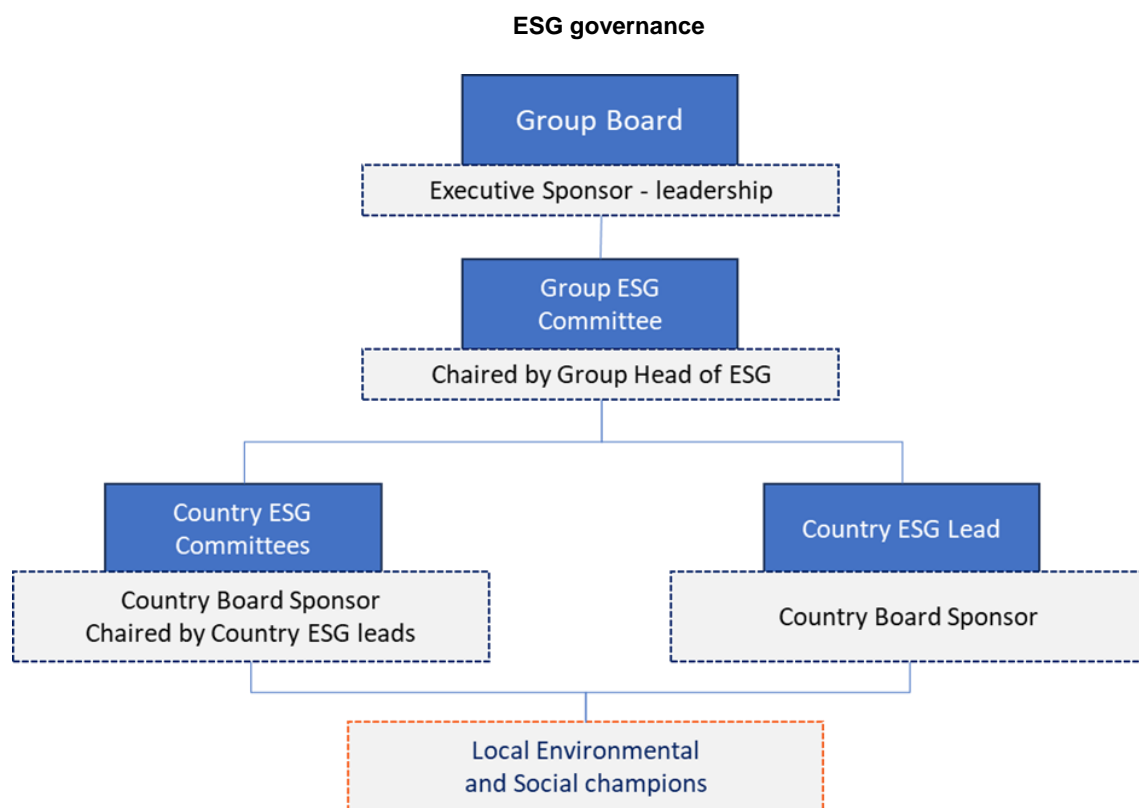 ESG governance
Group Board
Executive Sponsor - leadership
Group ESG
Committee
Chaired by Group Head of ESG
Country ESG
Committees
Country Board Sponsor
Chaired by Country ESG leads
Country ESG Lead
Country Board Sponsor
Local Environmental
and Social champions